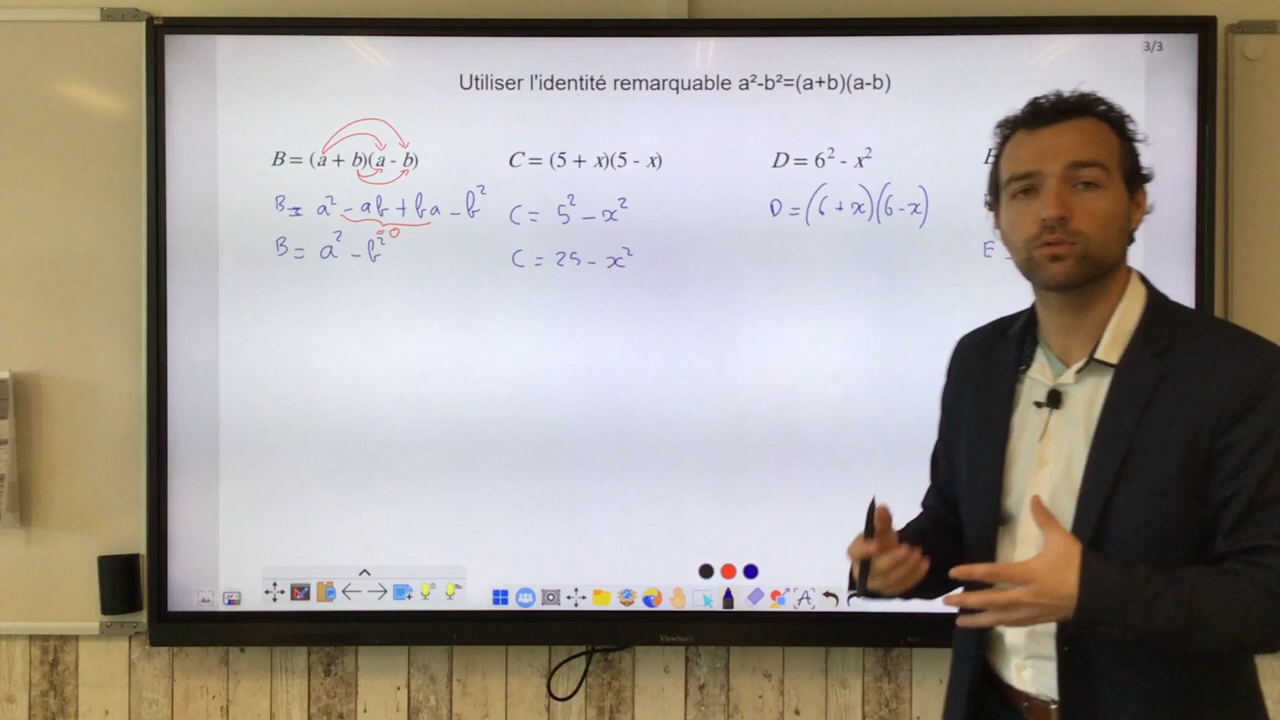 3/3
Utiliser l'identité remarquable a²-b²=(a+b)(a-b)
B = (a + b)(a - b)
B = a² - ab + ba - b²
= 0
B = a² - b²
C = (5 + x)(5 - x)
C = 5² - x²
C = 25 - x²
D = 6² - x²
D = (6 + x)(6 - x)
E
E =
ViewSonic